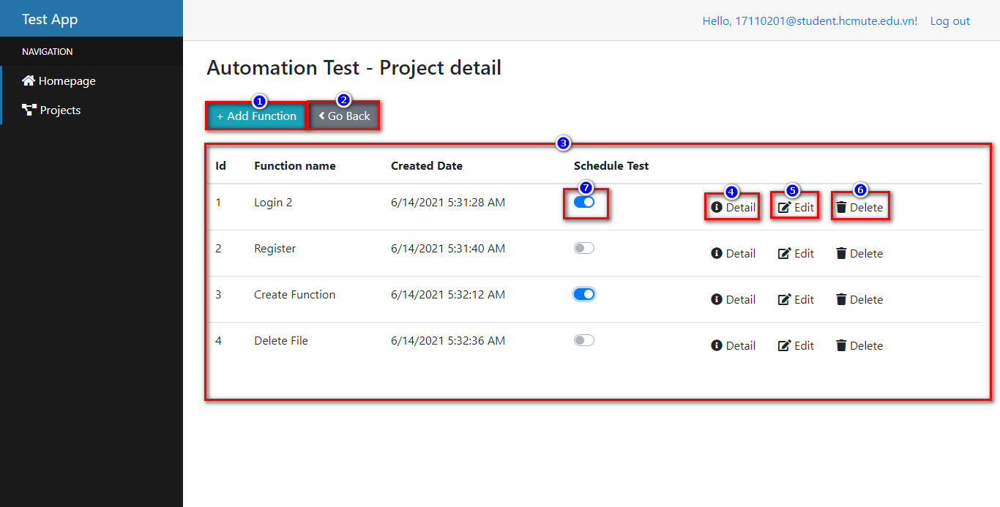 Test App
Hello, 17110201@student.hcmute.edu.vn! Log out
NAVIGATION
Homepage
Projects
Automation Test - Project detail
1 2
+ Add Function Go Back
3
Id Function name Created Date Schedule Test
7 4 5 6
1 Login 2 6/14/2021 5:31:28 AM Detail Edit Delete
2 Register 6/14/2021 5:31:40 AM Detail Edit Delete
3 Create Function 6/14/2021 5:32:12 AM Detail Edit Delete
4 Delete File 6/14/2021 5:32:36 AM Detail Edit Delete